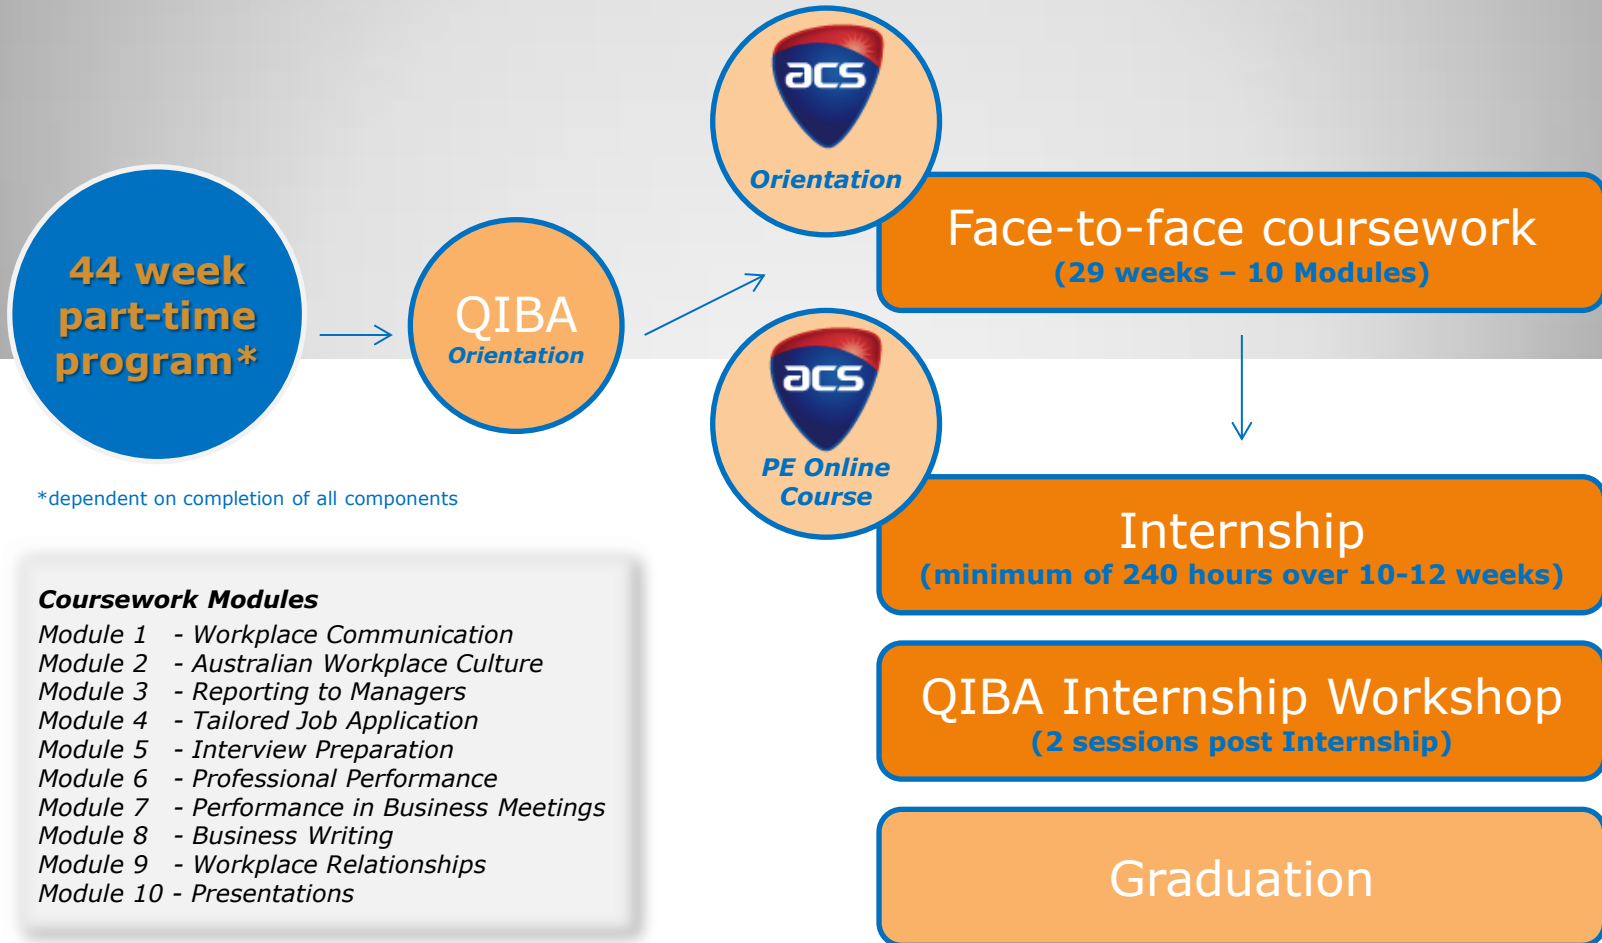 acs
Orientation
Face-to-face coursework
(29 weeks – 10 Modules)
44 week
part-time
program*
QIBA
Orientation
acs
PE Online
Course
*dependent on completion of all components
Internship
(minimum of 240 hours over 10-12 weeks)
Coursework Modules
Module 1 - Workplace Communication
Module 2 - Australian Workplace Culture
Module 3 - Reporting to Managers
Module 4 - Tailored Job Application
Module 5 - Interview Preparation
Module 6 - Professional Performance
Module 7 - Performance in Business Meetings
Module 8 - Business Writing
Module 9 - Workplace Relationships
Module 10 - Presentations
QIBA Internship Workshop
(2 sessions post Internship)
Graduation